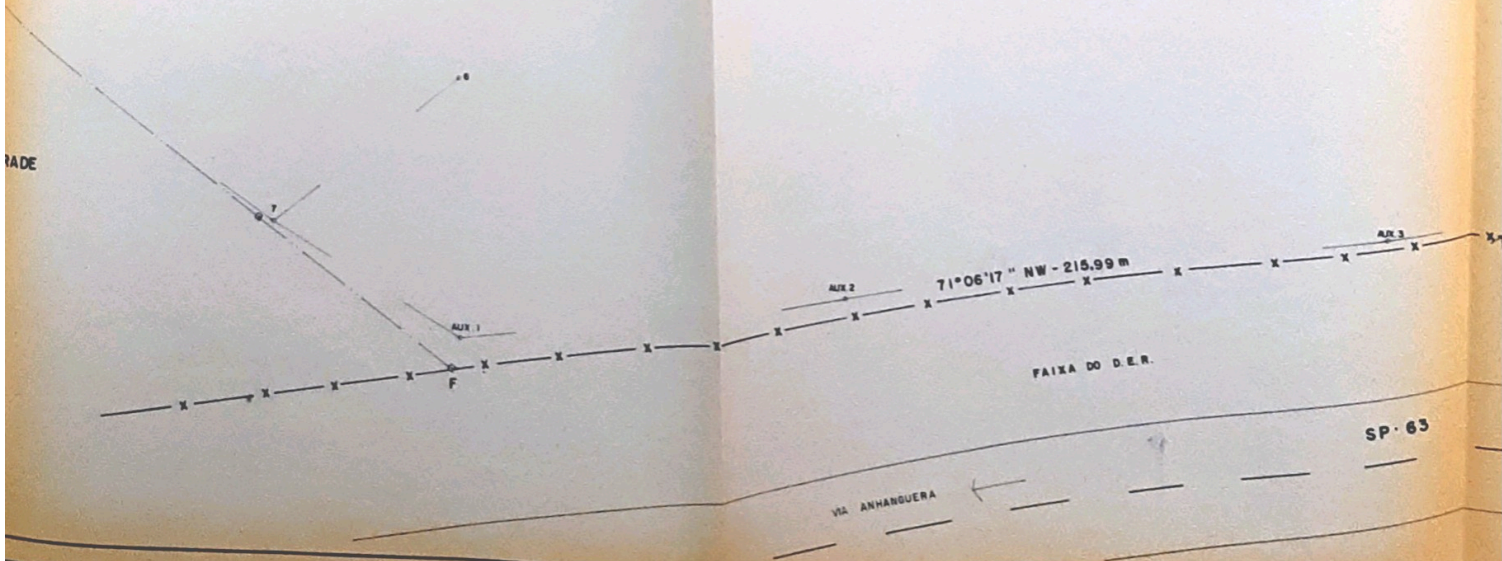 6
RADE
7
AUX. 1
F
AUX. 2
71°06'17" NW - 215,99 m
AUX. 3
FAIXA DO D.E.R.
SP-63
VIA ANHANGUERA